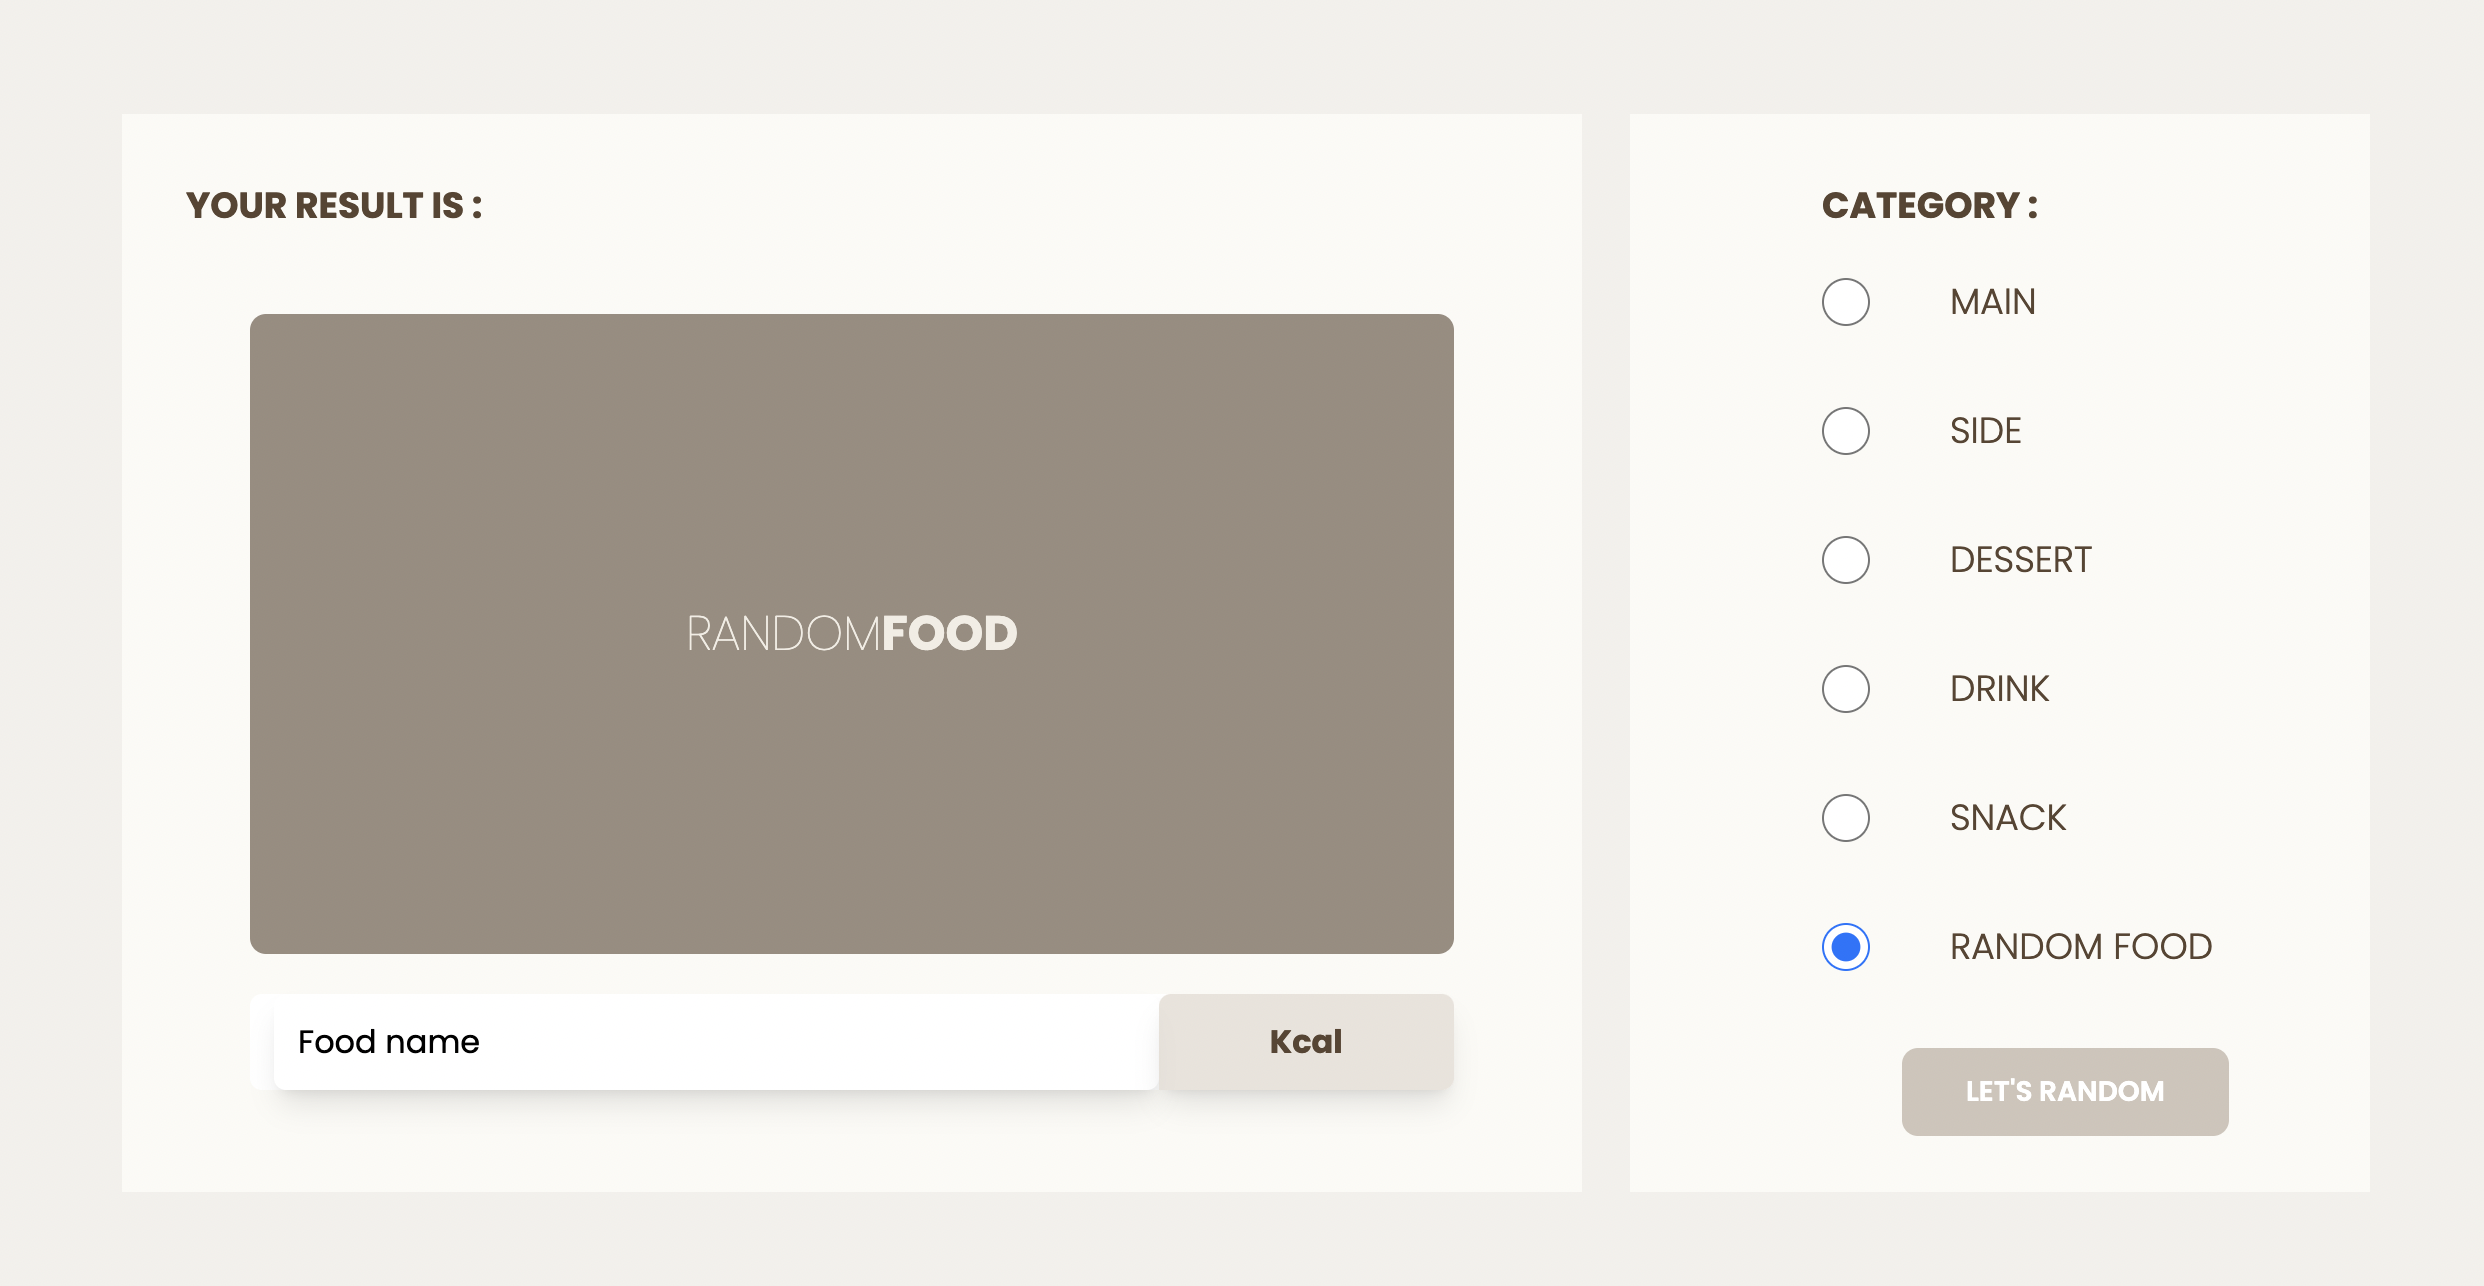 YOUR RESULT IS :
RANDOMFOOD
Food name
Kcal
CATEGORY :
MAIN
SIDE
DESSERT
DRINK
SNACK
RANDOM FOOD
LET'S RANDOM